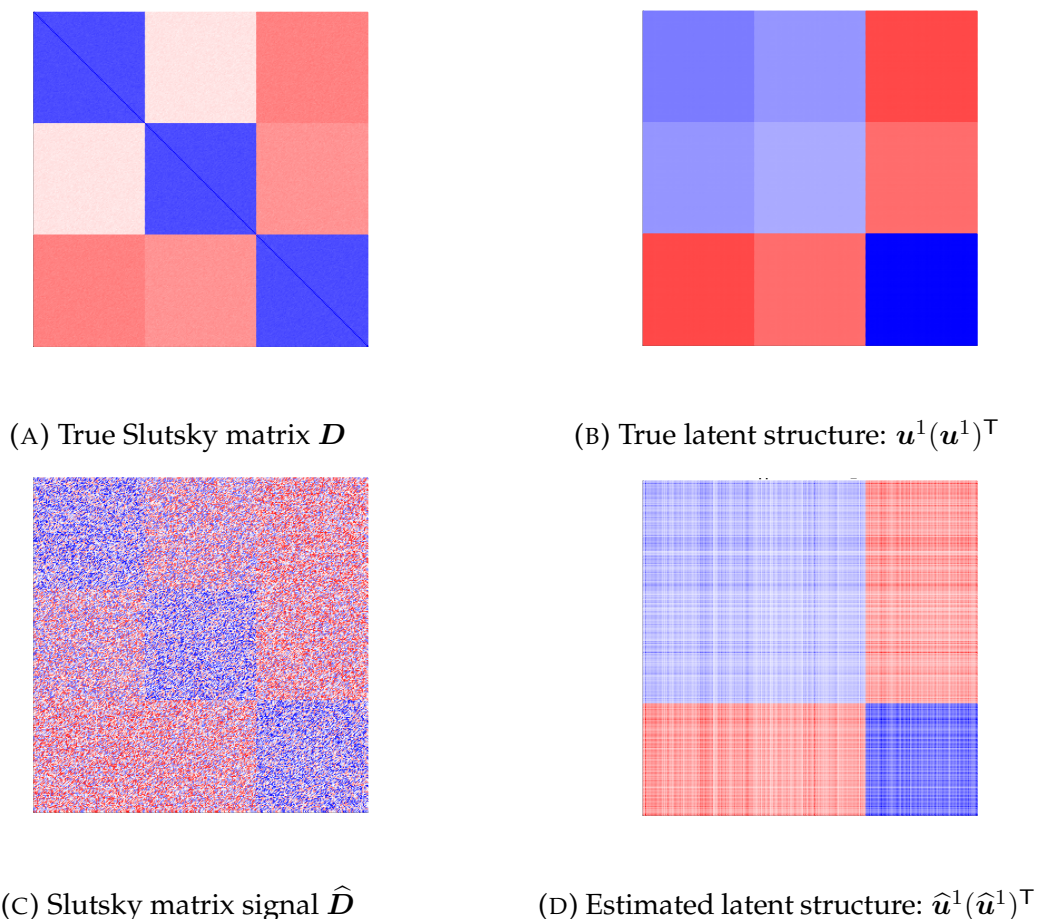 (A) True Slutsky matrix D
(B) True latent structure: u¹(u¹)ᵀ
(C) Slutsky matrix signal D̂
(D) Estimated latent structure: û¹(û¹)ᵀ